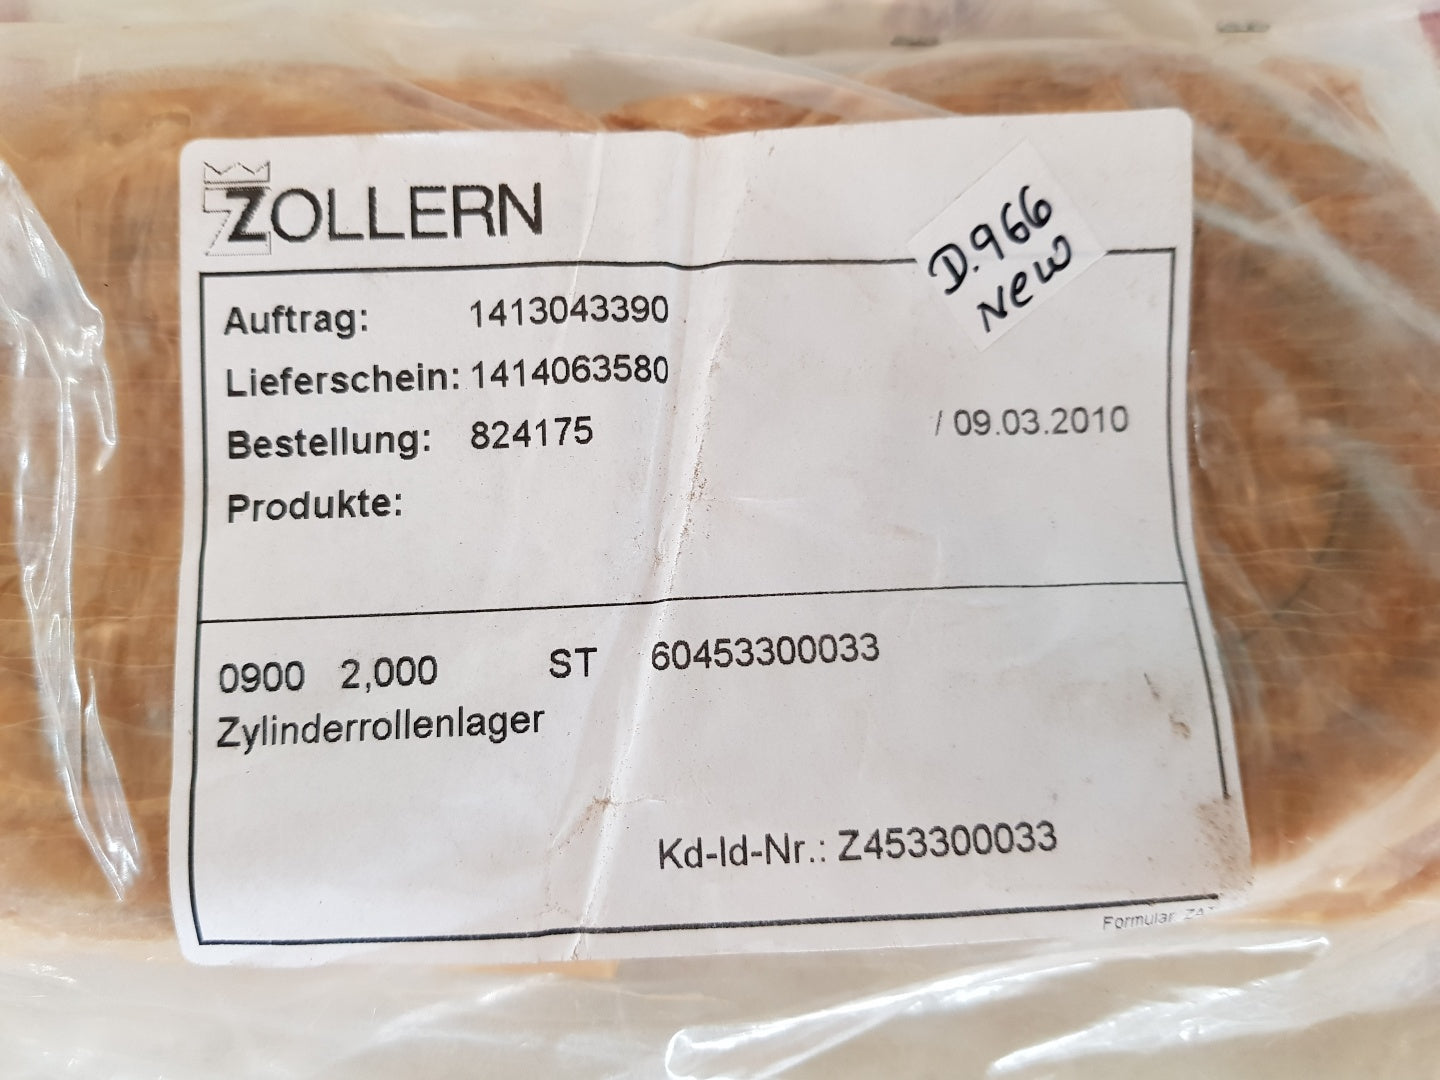 ZOLLERN
D.966
New
Auftrag: 1413043390
Lieferschein: 1414063580
Bestellung: 824175 / 09.03.2010
Produkte:
0900 2,000 ST 60453300033
Zylinderrollenlager
Kd-Id-Nr.: Z453300033
Formular